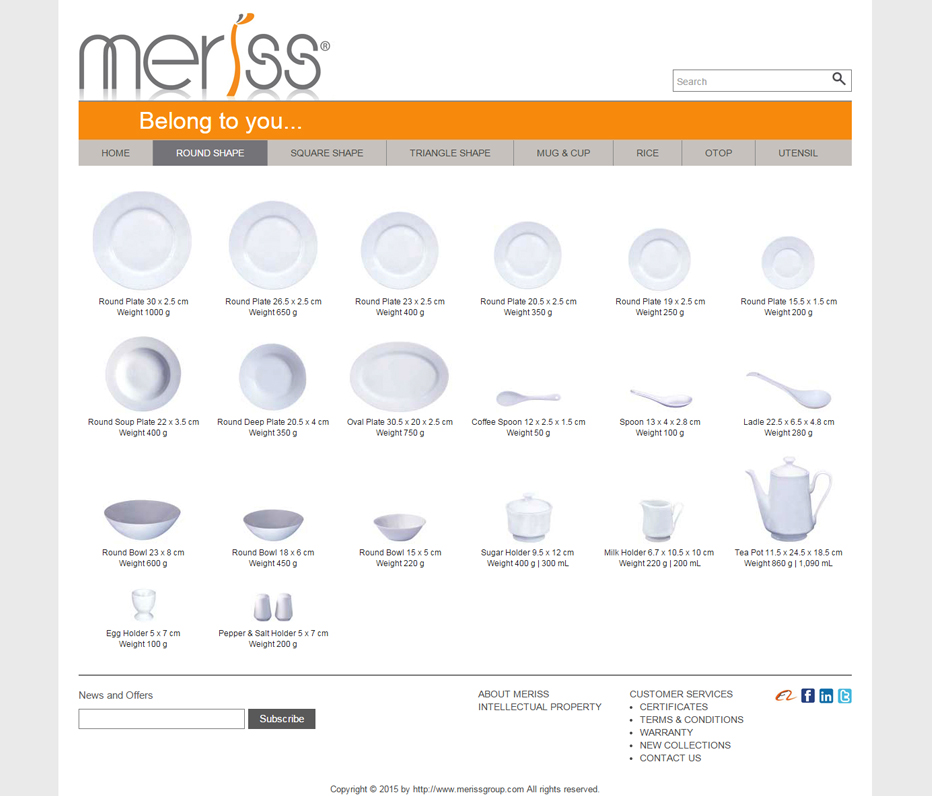 meriss®
Search
Belong to you...
HOME
ROUND SHAPE
SQUARE SHAPE
TRIANGLE SHAPE
MUG & CUP
RICE
OTOP
UTENSIL
Round Plate 30 x 2.5 cm
Weight 1000 g
Round Plate 26.5 x 2.5 cm
Weight 650 g
Round Plate 23 x 2.5 cm
Weight 400 g
Round Plate 20.5 x 2.5 cm
Weight 350 g
Round Plate 19 x 2.5 cm
Weight 250 g
Round Plate 15.5 x 1.5 cm
Weight 200 g
Round Soup Plate 22 x 3.5 cm
Weight 400 g
Round Deep Plate 20.5 x 4 cm
Weight 350 g
Oval Plate 30.5 x 20 x 2.5 cm
Weight 750 g
Coffee Spoon 12 x 2.5 x 1.5 cm
Weight 50 g
Spoon 13 x 4 x 2.8 cm
Weight 100 g
Ladle 22.5 x 6.5 x 4.8 cm
Weight 280 g
Round Bowl 23 x 8 cm
Weight 600 g
Round Bowl 18 x 6 cm
Weight 450 g
Round Bowl 15 x 5 cm
Weight 220 g
Sugar Holder 9.5 x 12 cm
Weight 400 g | 300 mL
Milk Holder 6.7 x 10.5 x 10 cm
Weight 220 g | 200 mL
Tea Pot 11.5 x 24.5 x 18.5 cm
Weight 860 g | 1,090 mL
Egg Holder 5 x 7 cm
Weight 100 g
Pepper & Salt Holder 5 x 7 cm
Weight 200 g
News and Offers
Subscribe
ABOUT MERISS
INTELLECTUAL PROPERTY
CUSTOMER SERVICES
• CERTIFICATES
• TERMS & CONDITIONS
• WARRANTY
• NEW COLLECTIONS
• CONTACT US
f
in
t
Copyright © 2015 by http://www.merissgroup.com All rights reserved.